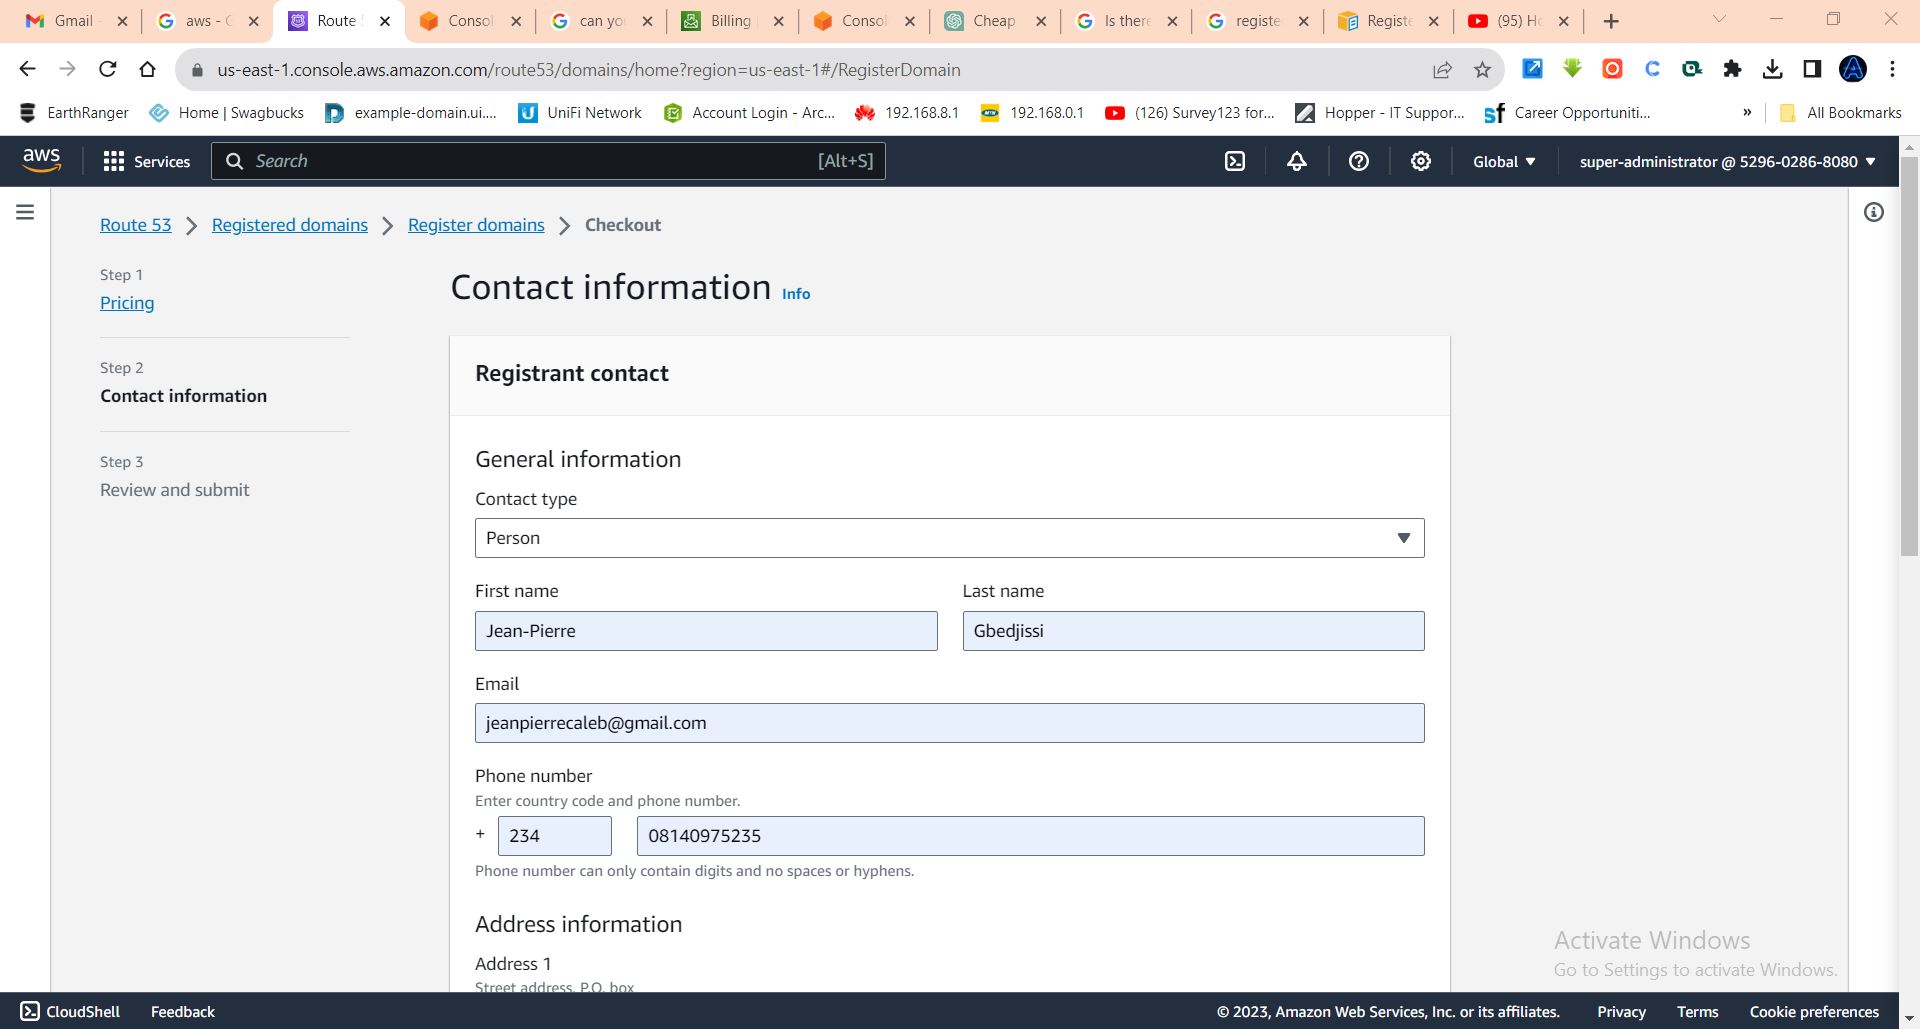 Gmail -
aws - G
Route 5
Consol
can you
Billing
Consol
Cheap
Is there
registe
Registe
(95) Ho
us-east-1.console.aws.amazon.com/route53/domains/home?region=us-east-1#/RegisterDomain
EarthRanger
Home | Swagbucks
example-domain.ui....
UniFi Network
Account Login - Arc...
192.168.8.1
192.168.0.1
(126) Survey123 for...
Hopper - IT Suppor...
Career Opportuniti...
»
All Bookmarks
aws
Services
Search
[Alt+S]
Global
super-administrator @ 5296-0286-8080
Route 53
Registered domains
Register domains
Checkout
Step 1
Pricing
Step 2
Contact information
Step 3
Review and submit
Contact information Info
Registrant contact
General information
Contact type
Person
First name
Last name
Jean-Pierre
Gbedjissi
Email
jeanpierrecaleb@gmail.com
Phone number
Enter country code and phone number.
+ 234
08140975235
Phone number can only contain digits and no spaces or hyphens.
Address information
Address 1
Street address, P.O. box
Activate Windows
Go to Settings to activate Windows.
CloudShell
Feedback
© 2023, Amazon Web Services, Inc. or its affiliates.
Privacy
Terms
Cookie preferences